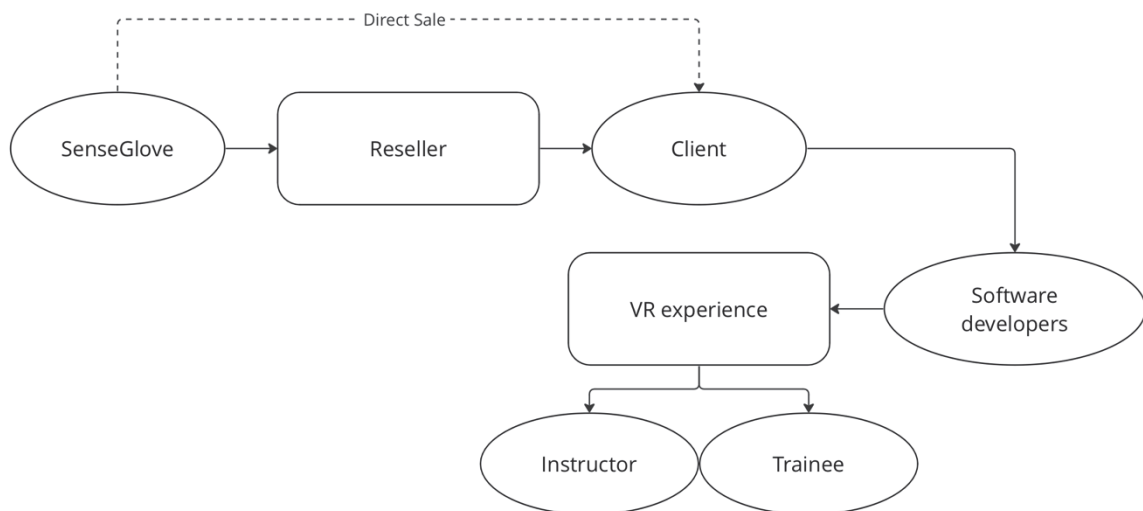 Direct Sale
SenseGlove
Reseller
Client
VR experience
Software
developers
Instructor
Trainee